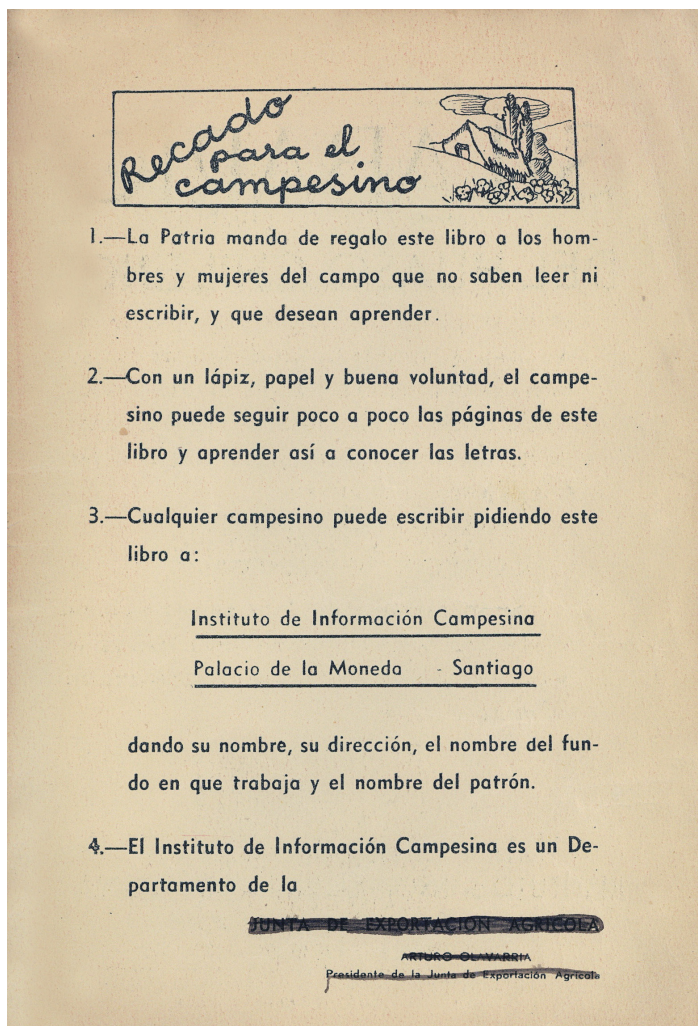 Recado
para el
campesino
1.—La Patria manda de regalo este libro a los hom-
bres y mujeres del campo que no saben leer ni
escribir, y que desean aprender.
2.—Con un lápiz, papel y buena voluntad, el campe-
sino puede seguir poco a poco las páginas de este
libro y aprender así a conocer las letras.
3.—Cualquier campesino puede escribir pidiendo este
libro a:
Instituto de Información Campesina
Palacio de la Moneda - Santiago
dando su nombre, su dirección, el nombre del fun-
do en que trabaja y el nombre del patrón.
4.—El Instituto de Información Campesina es un De-
partamento de la
JUNTA DE EXPORTACION AGRICOLA
ARTURO OLAVARRIA
Presidente de la Junta de Exportación Agrícola